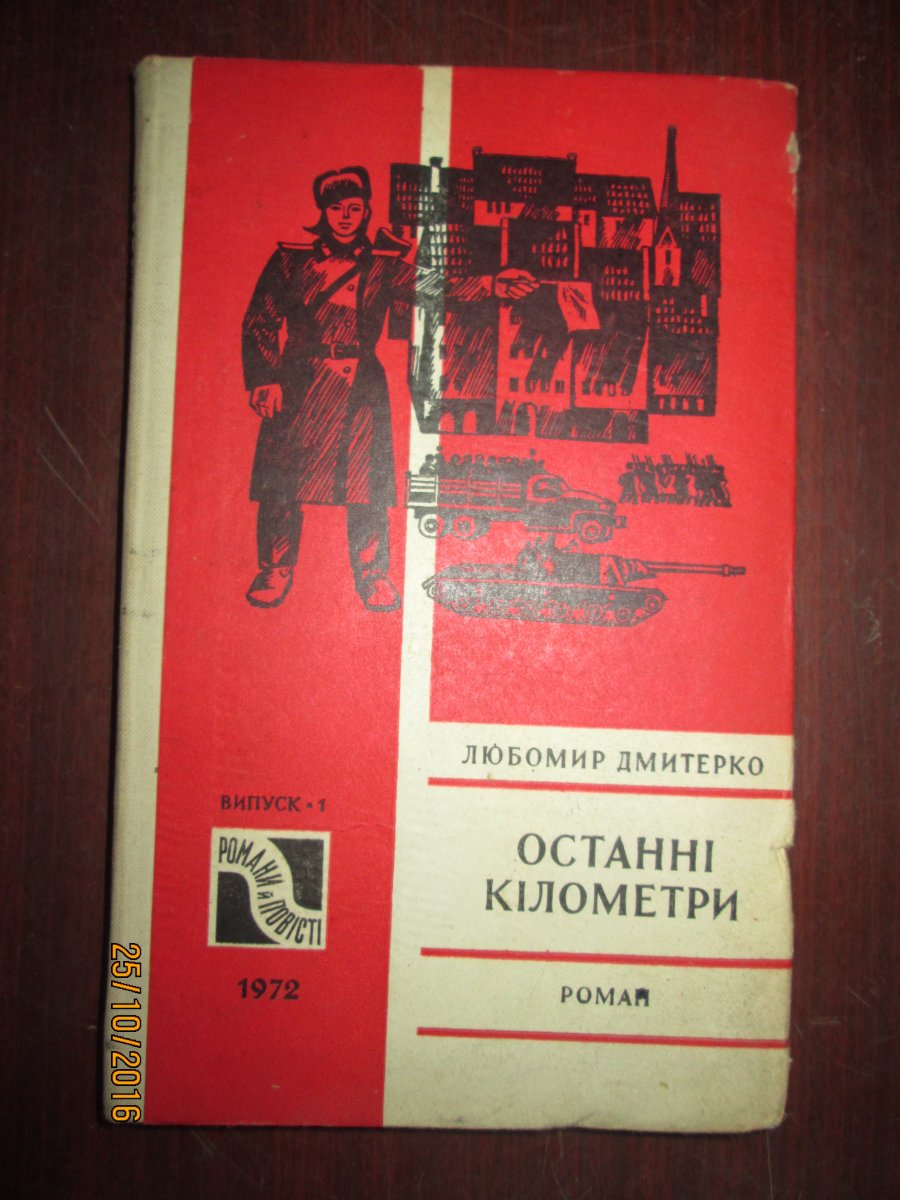 ЛЮБОМИР ДМИТЕРКО
ОСТАННІ
КІЛОМЕТРИ
РОМАН
ВИПУСК • 1
РОМАНИ Й ПОВІСТІ
1972
25/10/2016